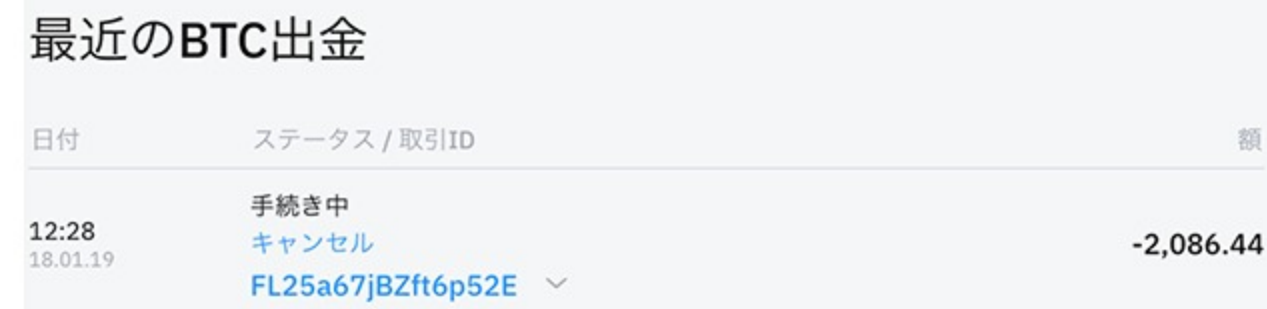 最近のBTC出金
日付 ステータス / 取引ID 額
手続き中
12:28
キャンセル
-2,086.44
18.01.19
FL25a67jBZft6p52E